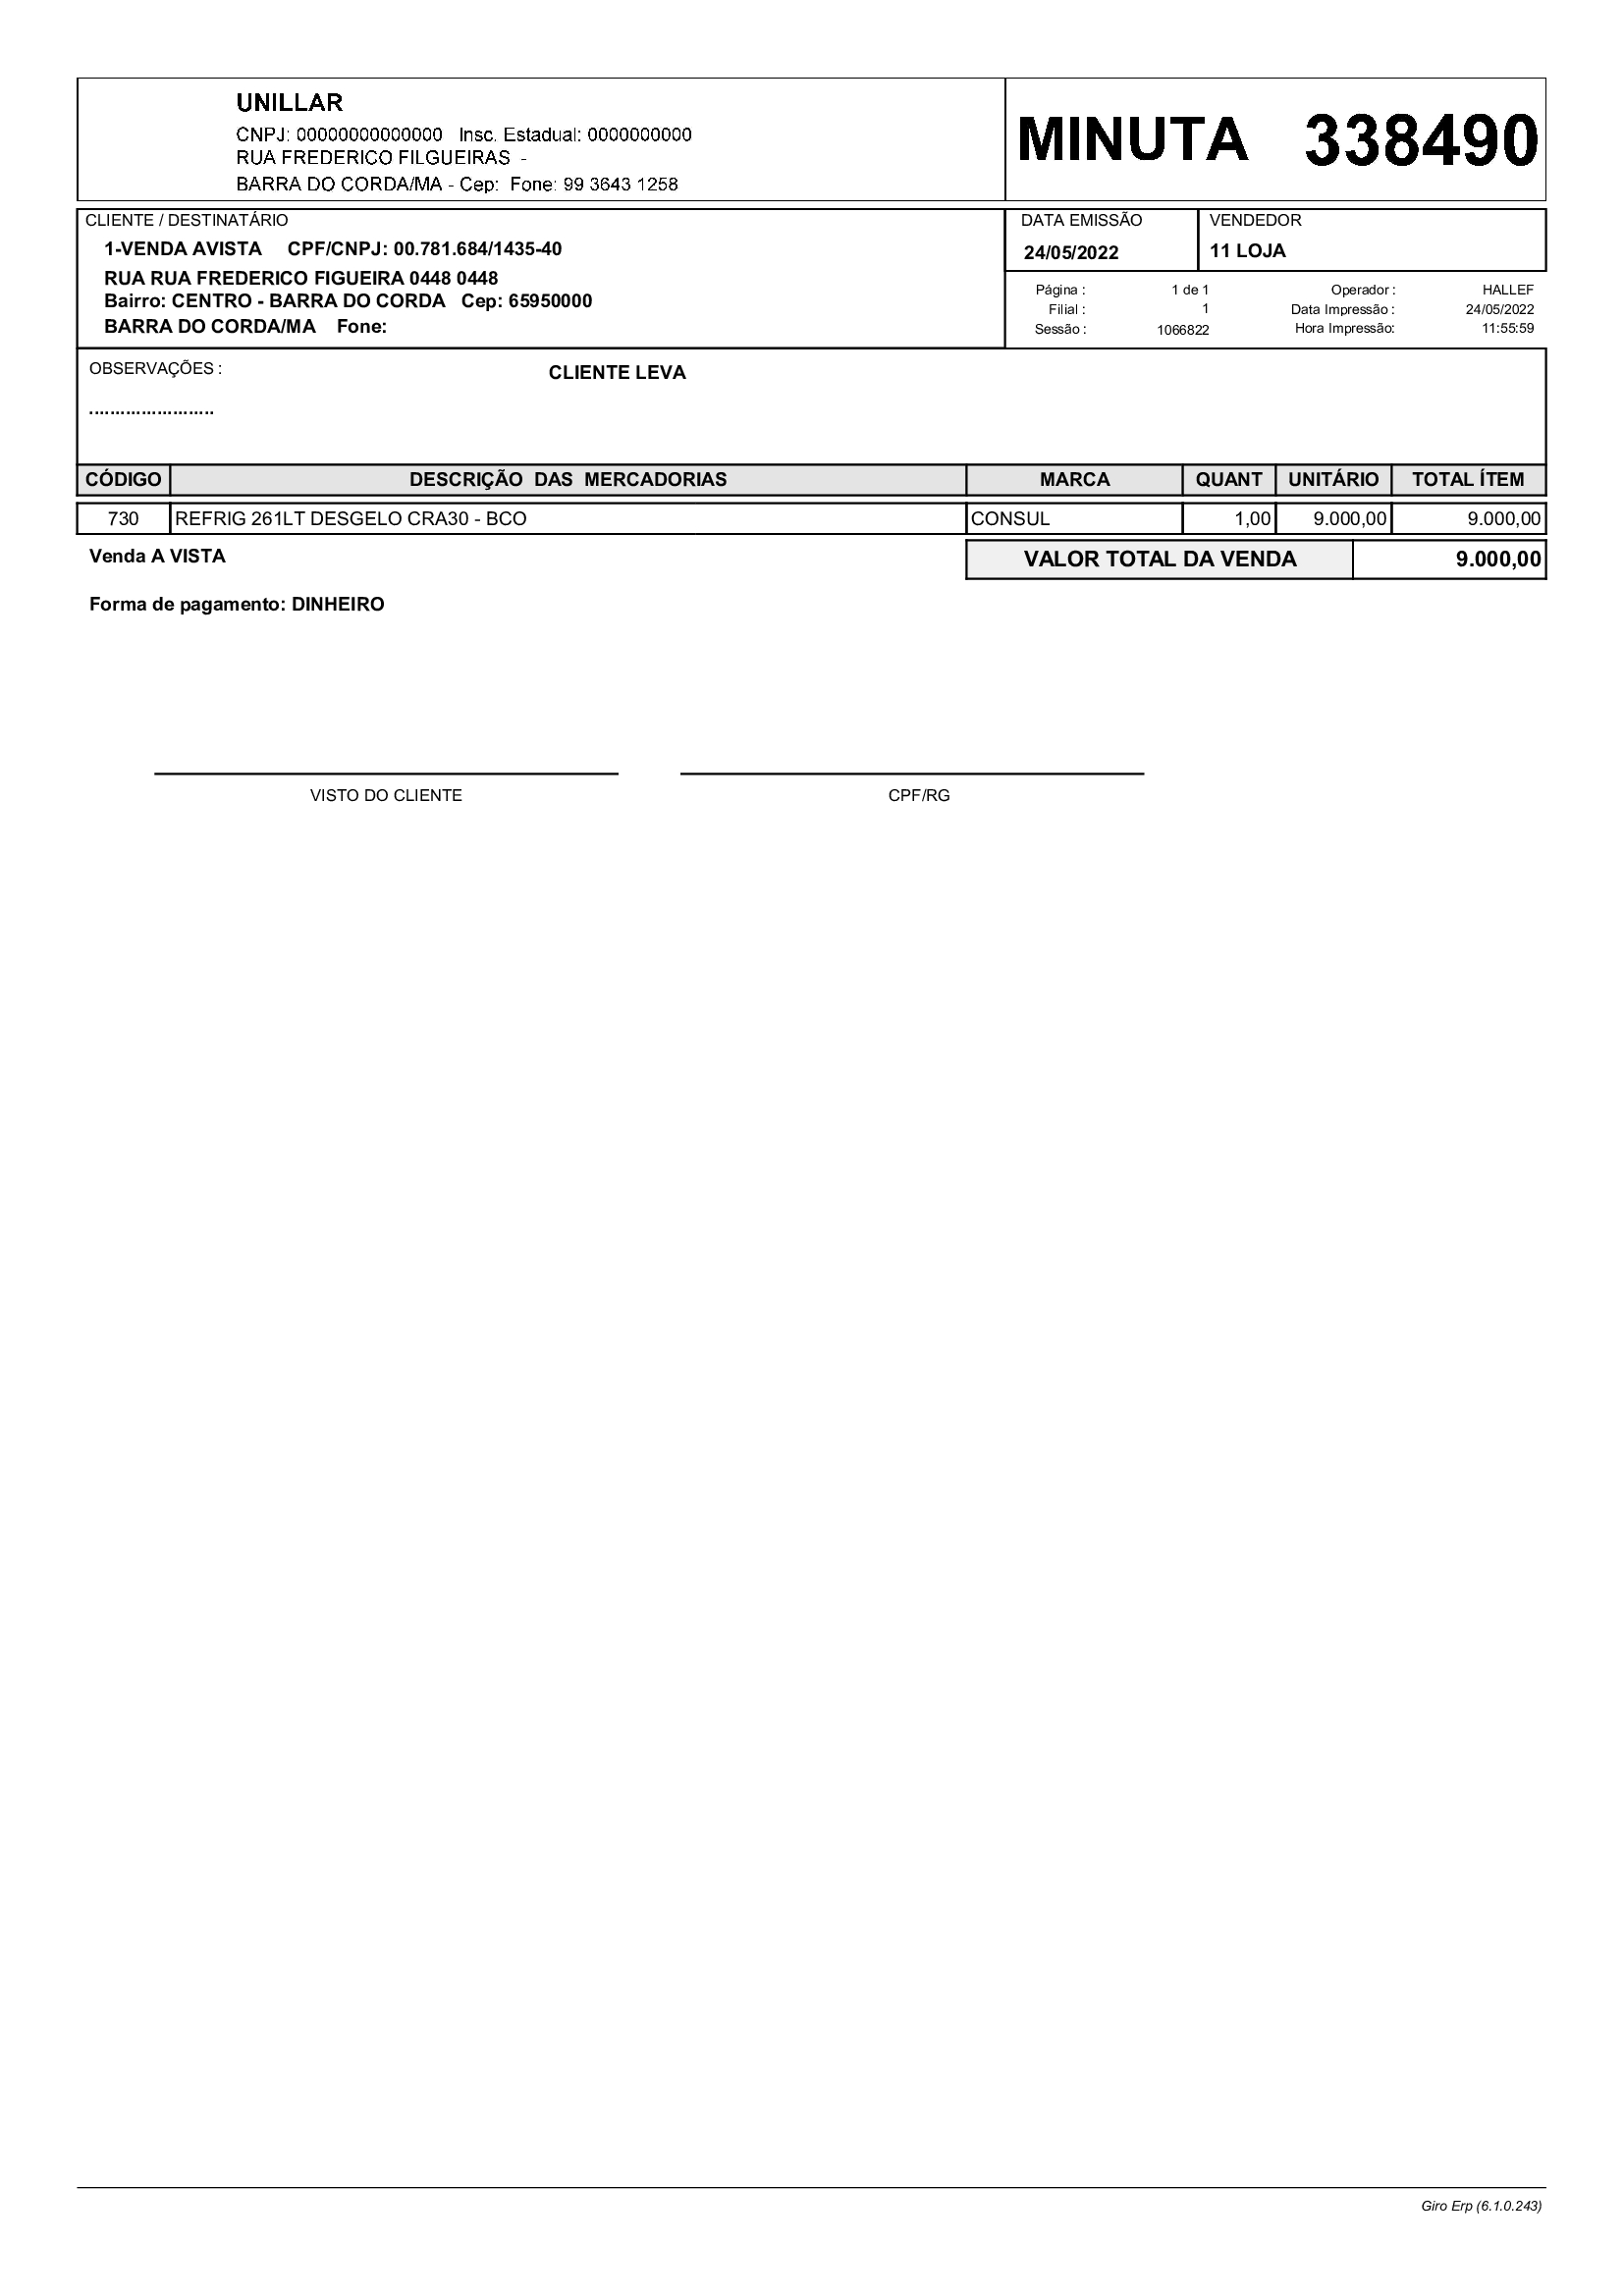 UNILLAR
CNPJ: 00000000000000 Insc. Estadual: 0000000000
RUA FREDERICO FILGUEIRAS -
BARRA DO CORDA/MA - Cep: Fone: 99 3643 1258
MINUTA 338490
CLIENTE / DESTINATÁRIO
1-VENDA AVISTA CPF/CNPJ: 00.781.684/1435-40
RUA RUA FREDERICO FIGUEIRA 0448 0448
Bairro: CENTRO - BARRA DO CORDA Cep: 65950000
BARRA DO CORDA/MA Fone:
DATA EMISSÃO
24/05/2022
VENDEDOR
11 LOJA
Página : 1 de 1 Operador : HALLEF
Filial : 1 Data Impressão : 24/05/2022
Sessão : 1066822 Hora Impressão: 11:55:59
OBSERVAÇÕES : CLIENTE LEVA
........................
CÓDIGO DESCRIÇÃO DAS MERCADORIAS MARCA QUANT UNITÁRIO TOTAL ÍTEM
730 REFRIG 261LT DESGELO CRA30 - BCO CONSUL 1,00 9.000,00 9.000,00
Venda A VISTA VALOR TOTAL DA VENDA 9.000,00
Forma de pagamento: DINHEIRO
VISTO DO CLIENTE CPF/RG
Giro Erp (6.1.0.243)